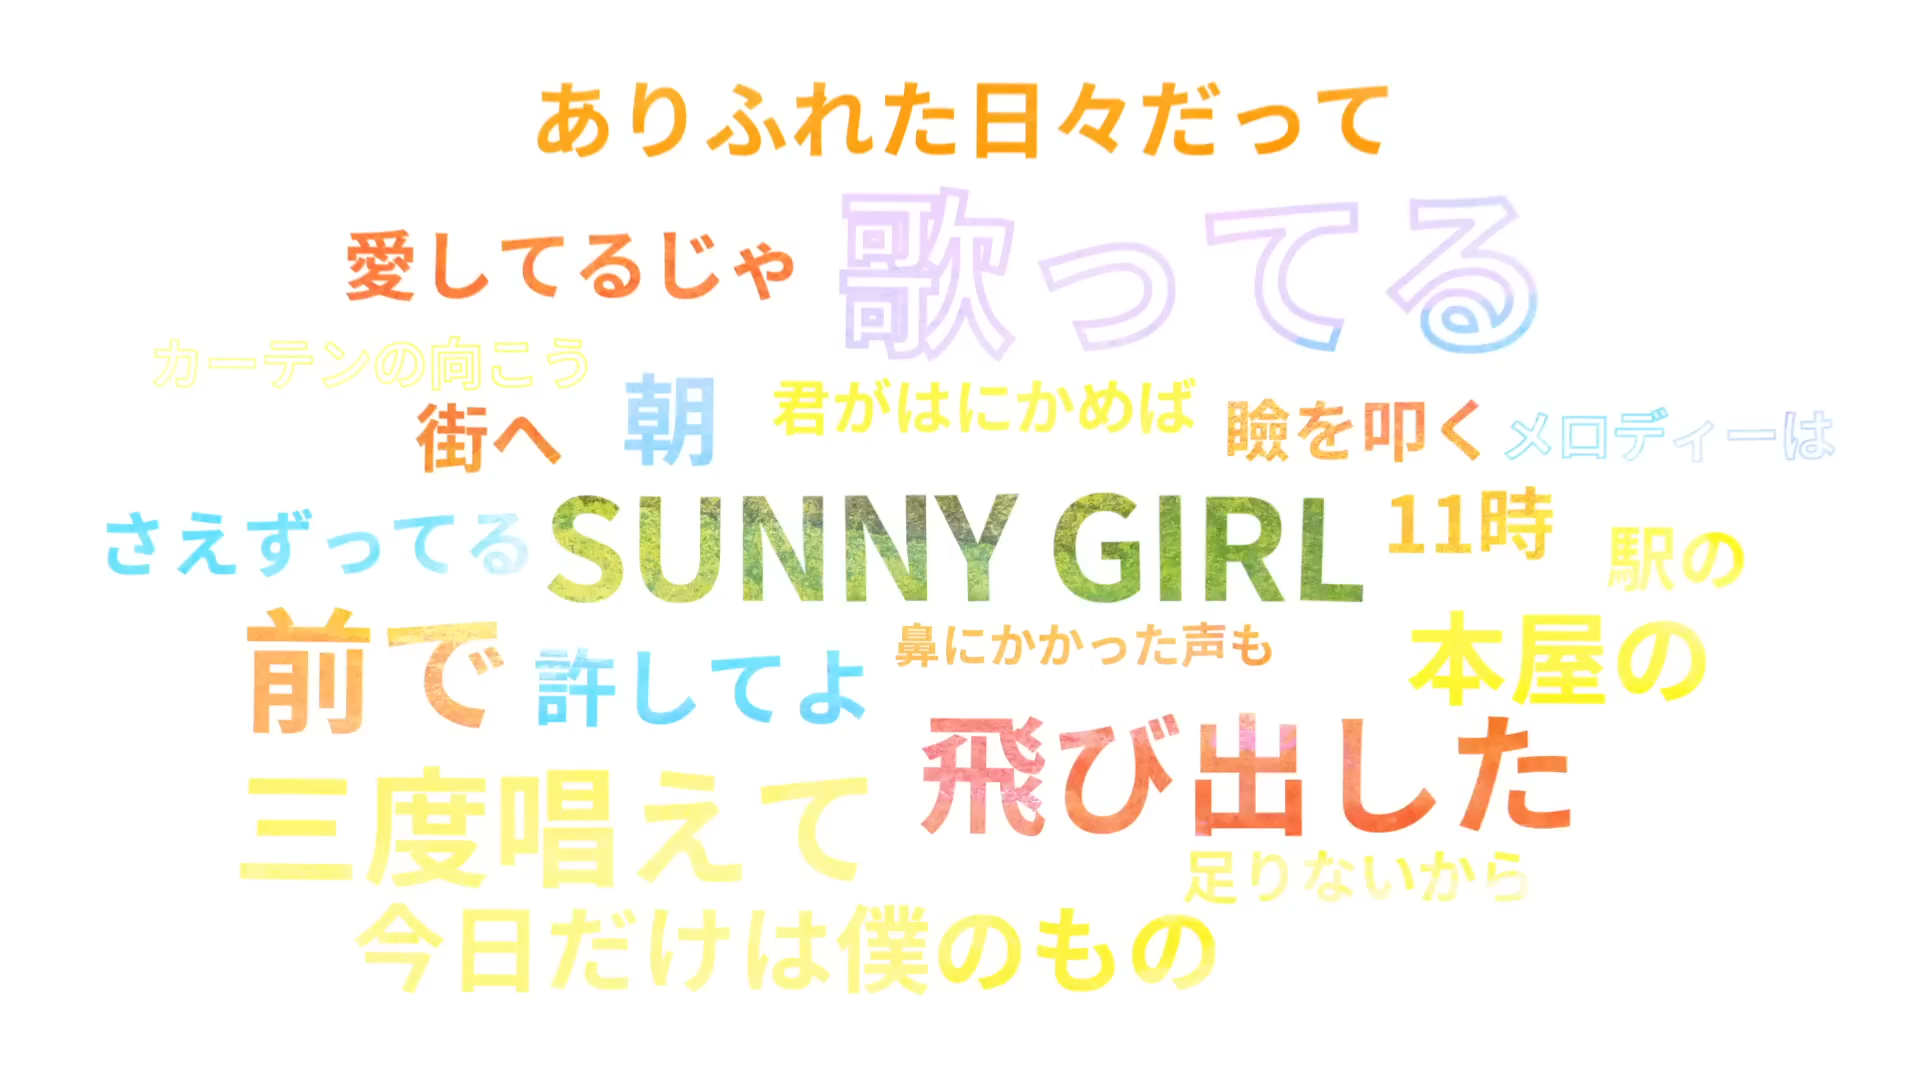 ありふれた日々だって
歌ってる
愛してるじゃ
カーテンの向こう
朝
君がはにかめば
街へ
瞼を叩く
メロディーは
さえずってる
SUNNY GIRL
11時
駅の
前で
許してよ
鼻にかかった声も
本屋の
飛び出した
三度唱えて
足りないから
今日だけは僕のもの